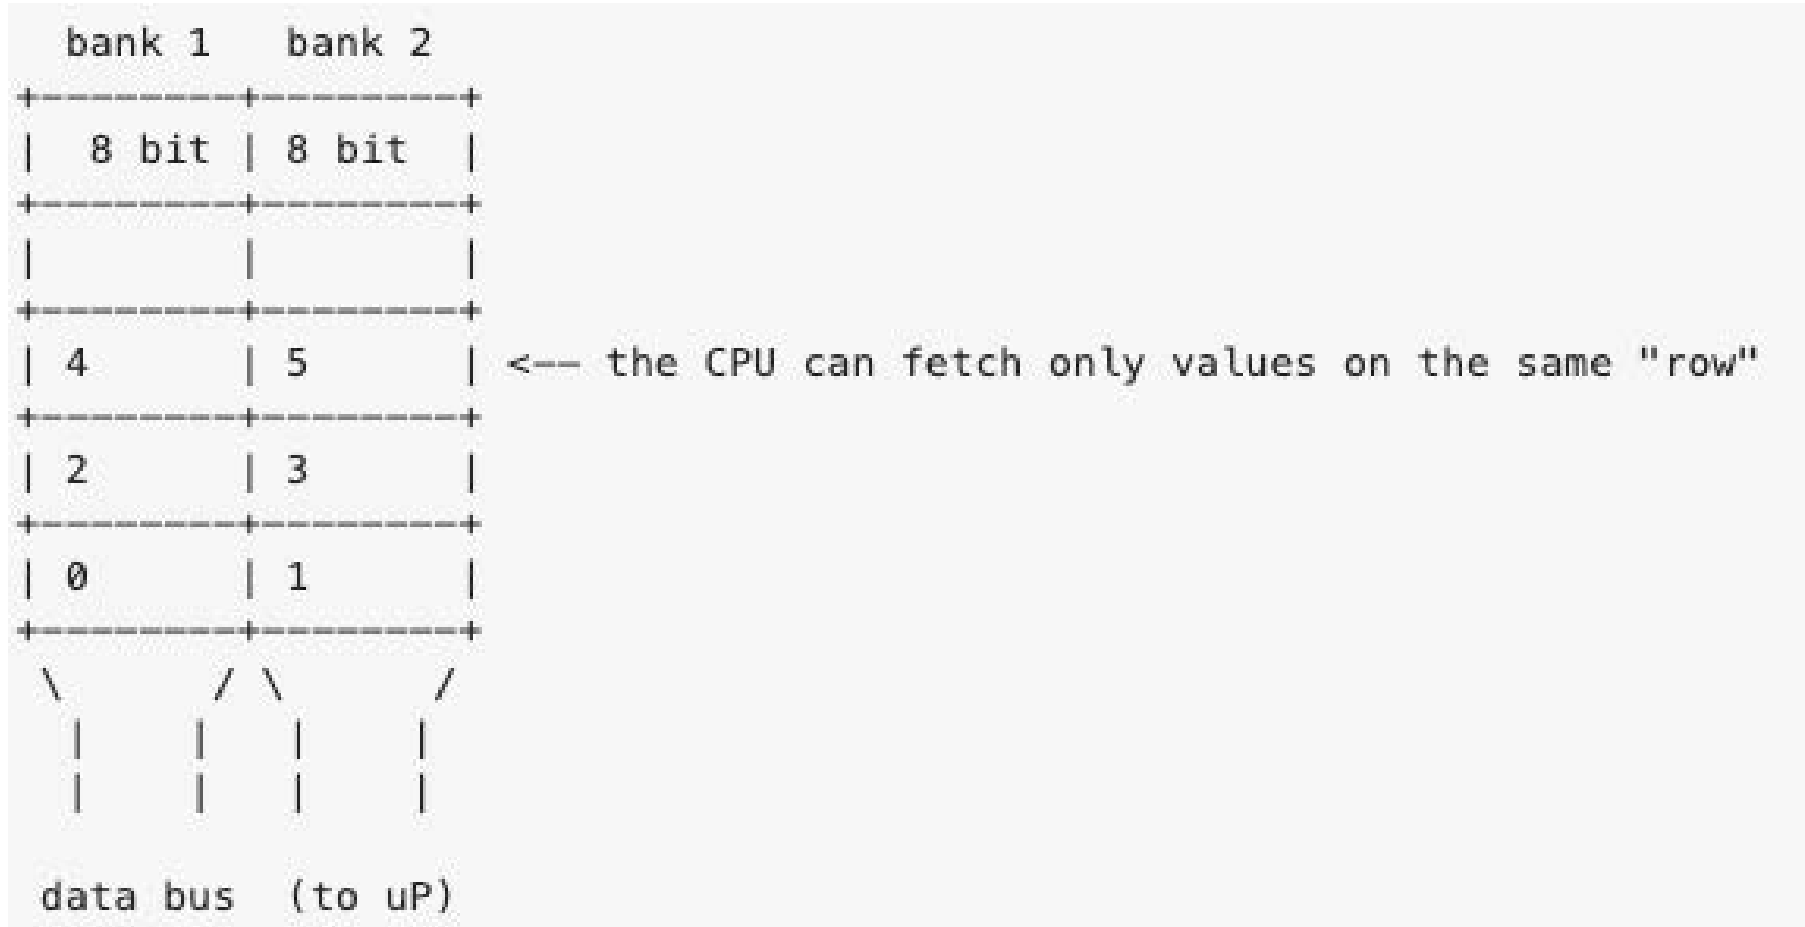 bank 1   bank 2
+--------+--------+
|  8 bit | 8 bit  |
+--------+--------+
|        |        |
+--------+--------+
| 4      | 5      | <-- the CPU can fetch only values on the same "row"
+--------+--------+
| 2      | 3      |
+--------+--------+
| 0      | 1      |
+--------+--------+
 \      / \      /
  |    |   |    |
  |    |   |    |
 data bus  (to uP)